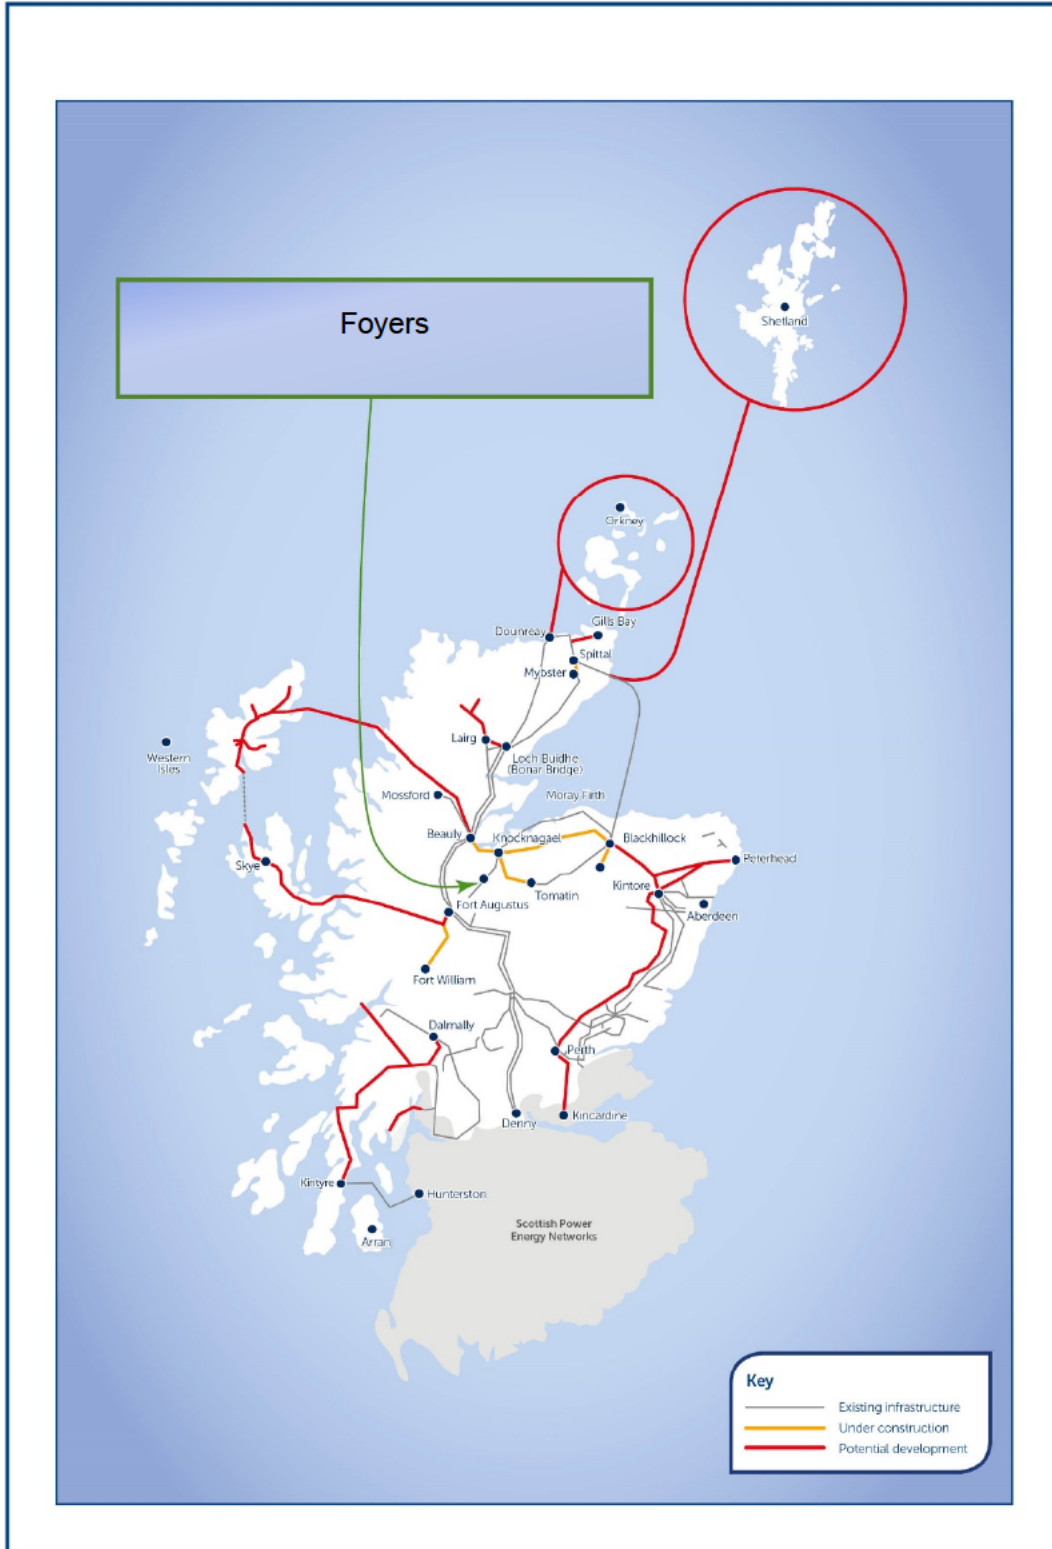 Foyers
Shetland
Orkney
Gills Bay
Dounreay
Spittal
Mybster
Western
Isles
Lairg
Loch Buidhe
(Bonar Bridge)
Mossford
Moray Firth
Beauly
Knocknagael
Blackhillock
Peterhead
Skye
Kintore
Tomatin
Fort Augustus
Aberdeen
Fort William
Dalmally
Perth
Denny
Kincardine
Kintyre
Hunterston
Arran
Scottish Power
Energy Networks
Key
Existing infrastructure
Under construction
Potential development